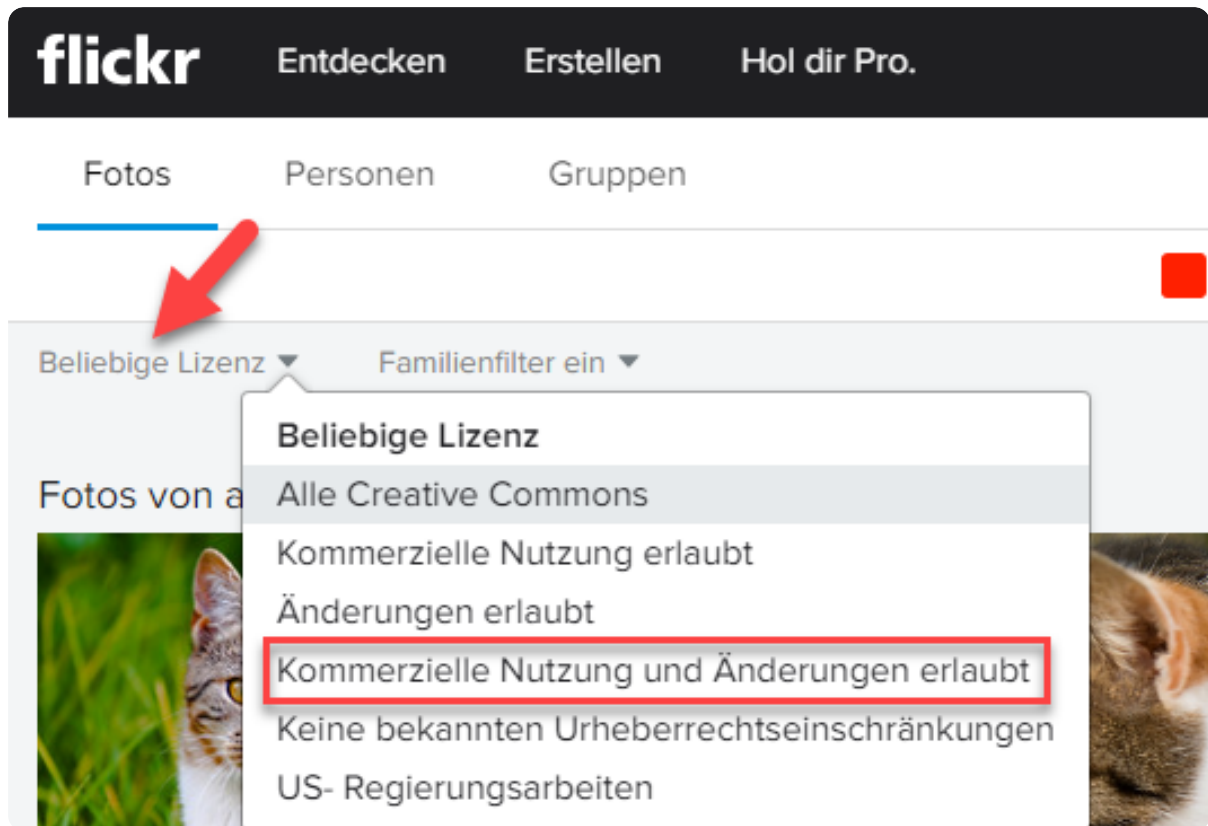 flickr Entdecken Erstellen Hol dir Pro.
Fotos Personen Gruppen
Beliebige Lizenz Familienfilter ein
Beliebige Lizenz
Fotos von
Alle Creative Commons
Kommerzielle Nutzung erlaubt
Änderungen erlaubt
Kommerzielle Nutzung und Änderungen erlaubt
Keine bekannten Urheberrechtseinschränkungen
US- Regierungsarbeiten